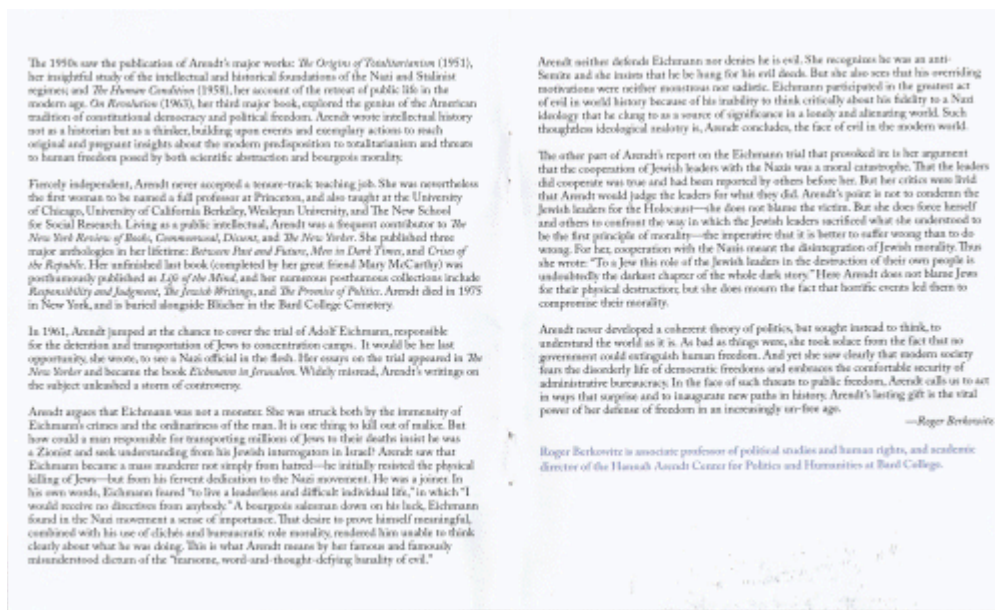 The 1950s saw the publication of Arendt's major works: The Origins of Totalitarianism (1951),
her insightful study of the intellectual and historical foundations of the Nazi and Stalinist
regimes; and The Human Condition (1958), her account of the retreat of public life in the
modern age. On Revolution (1963), her third major book, explored the genius of the American
tradition of constitutional democracy and political freedom. Arendt wrote intellectual history
not as a historian but as a thinker, building upon events and exemplary actions to reach
original and pregnant insights about the modern predisposition to totalitarianism and threats
to human freedom posed by both scientific abstraction and bourgeois morality.
Fiercely independent, Arendt never accepted a tenure-track teaching job. She was nevertheless
the first woman to be named a full professor at Princeton, and also taught at the University
of Chicago, University of California Berkeley, Wesleyan University, and The New School
for Social Research. Living as a public intellectual, Arendt was a frequent contributor to The
New York Review of Books, Commonweal, Dissent, and The New Yorker. She published three
major anthologies in her lifetime: Between Past and Future, Men in Dark Times, and Crises of
the Republic. Her unfinished last book (completed by her great friend Mary McCarthy) was
posthumously published as Life of the Mind, and her numerous posthumous collections include
Responsibility and Judgment, The Jewish Writings, and The Promise of Politics. Arendt died in 1975
in New York, and is buried alongside Blücher in the Bard College Cemetery.
In 1961, Arendt jumped at the chance to cover the trial of Adolf Eichmann, responsible
for the detention and transportation of Jews to concentration camps. It would be her last
opportunity, she wrote, to see a Nazi official in the flesh. Her essays on the trial appeared in The
New Yorker and became the book Eichmann in Jerusalem. Widely misread, Arendt's writings on
the subject unleashed a storm of controversy.
Arendt argues that Eichmann was not a monster. She was struck both by the immensity of
Eichmann's crimes and the ordinariness of the man. It is one thing to kill out of malice. But
how could a man responsible for transporting millions of Jews to their deaths insist he was
a Zionist and seek understanding from his Jewish interrogators in Israel? Arendt saw that
Eichmann became a mass murderer not simply from hatred—he initially resisted the physical
killing of Jews—but from his fervent dedication to the Nazi movement. He was a joiner. In
his own words, Eichmann feared "to live a leaderless and difficult individual life," in which "I
would receive no directives from anybody." A bourgeois salesman down on his luck, Eichmann
found in the Nazi movement a sense of importance. That desire to prove himself meaningful,
combined with his use of clichés and bureaucratic role morality, rendered him unable to think
clearly about what he was doing. This is what Arendt means by her famous and famously
misunderstood dictum of the "fearsome, word-and-thought-defying banality of evil."
Arendt neither defends Eichmann nor denies he is evil. She recognizes he was an anti-
Semite and she insists that he be hung for his evil deeds. But she also sees that his overriding
motivations were neither monstrous nor sadistic. Eichmann participated in the greatest act
of evil in world history because of his inability to think critically about his fidelity to a Nazi
ideology that he clung to as a source of significance in a lonely and alienating world. Such
thoughtless ideological zealotry is, Arendt concludes, the face of evil in the modern world.
The other part of Arendt's report on the Eichmann trial that provoked ire is her argument
that the cooperation of Jewish leaders with the Nazis was a moral catastrophe. That the leaders
did cooperate was true and had been reported by others before her. But her critics were livid
that Arendt would judge the leaders for what they did. Arendt's point is not to condemn the
Jewish leaders for the Holocaust—she does not blame the victim. But she does force herself
and others to confront the way in which the Jewish leaders sacrificed what she understood to
be the first principle of morality—the imperative that it is better to suffer wrong than to do
wrong. For her, cooperation with the Nazis meant the disintegration of Jewish morality. Thus
she wrote: "To a Jew this role of the Jewish leaders in the destruction of their own people is
undoubtedly the darkest chapter of the whole dark story." Here Arendt does not blame Jews
for their physical destruction; but she does mourn the fact that horrific events led them to
compromise their morality.
Arendt never developed a coherent theory of politics, but sought instead to think, to
understand the world as it is. As bad as things were, she took solace from the fact that no
government could extinguish human freedom. And yet she saw clearly that modern society
fears the disorderly life of democratic freedoms and embraces the comfortable security of
administrative bureaucracy. In the face of such threats to public freedom, Arendt calls us to act
in ways that surprise and to inaugurate new paths in history. Arendt's lasting gift is the vital
power of her defense of freedom in an increasingly un-free age.
—Roger Berkowitz
Roger Berkowitz is associate professor of political studies and human rights, and academic
director of the Hannah Arendt Center for Politics and Humanities at Bard College.